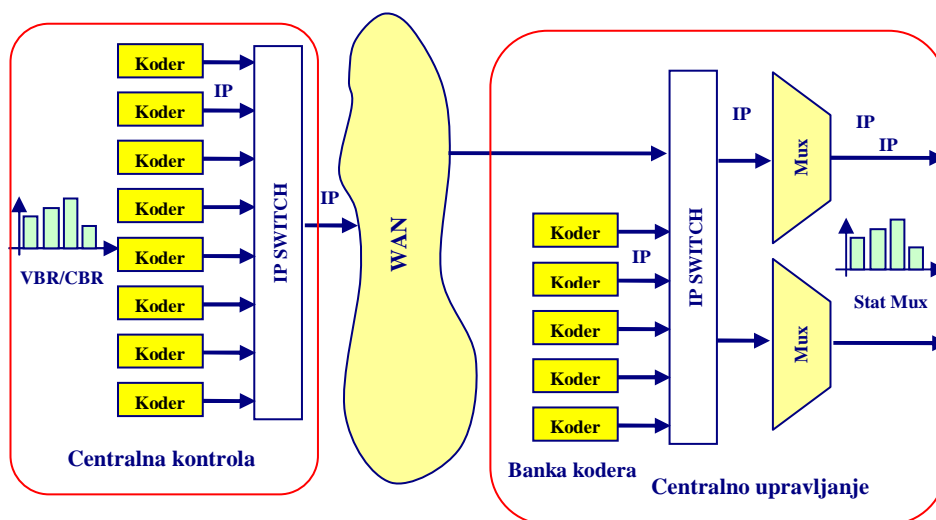 Koder
IP
Koder
Koder
Koder
VBR/CBR
Koder
Koder
Koder
Koder
IP SWITCH
Centralna kontrola
IP
WAN
Koder
IP
Koder
Koder
Koder
Koder
Banka kodera
IP SWITCH
IP
Mux
IP
IP
Mux
Stat Mux
Centralno upravljanje